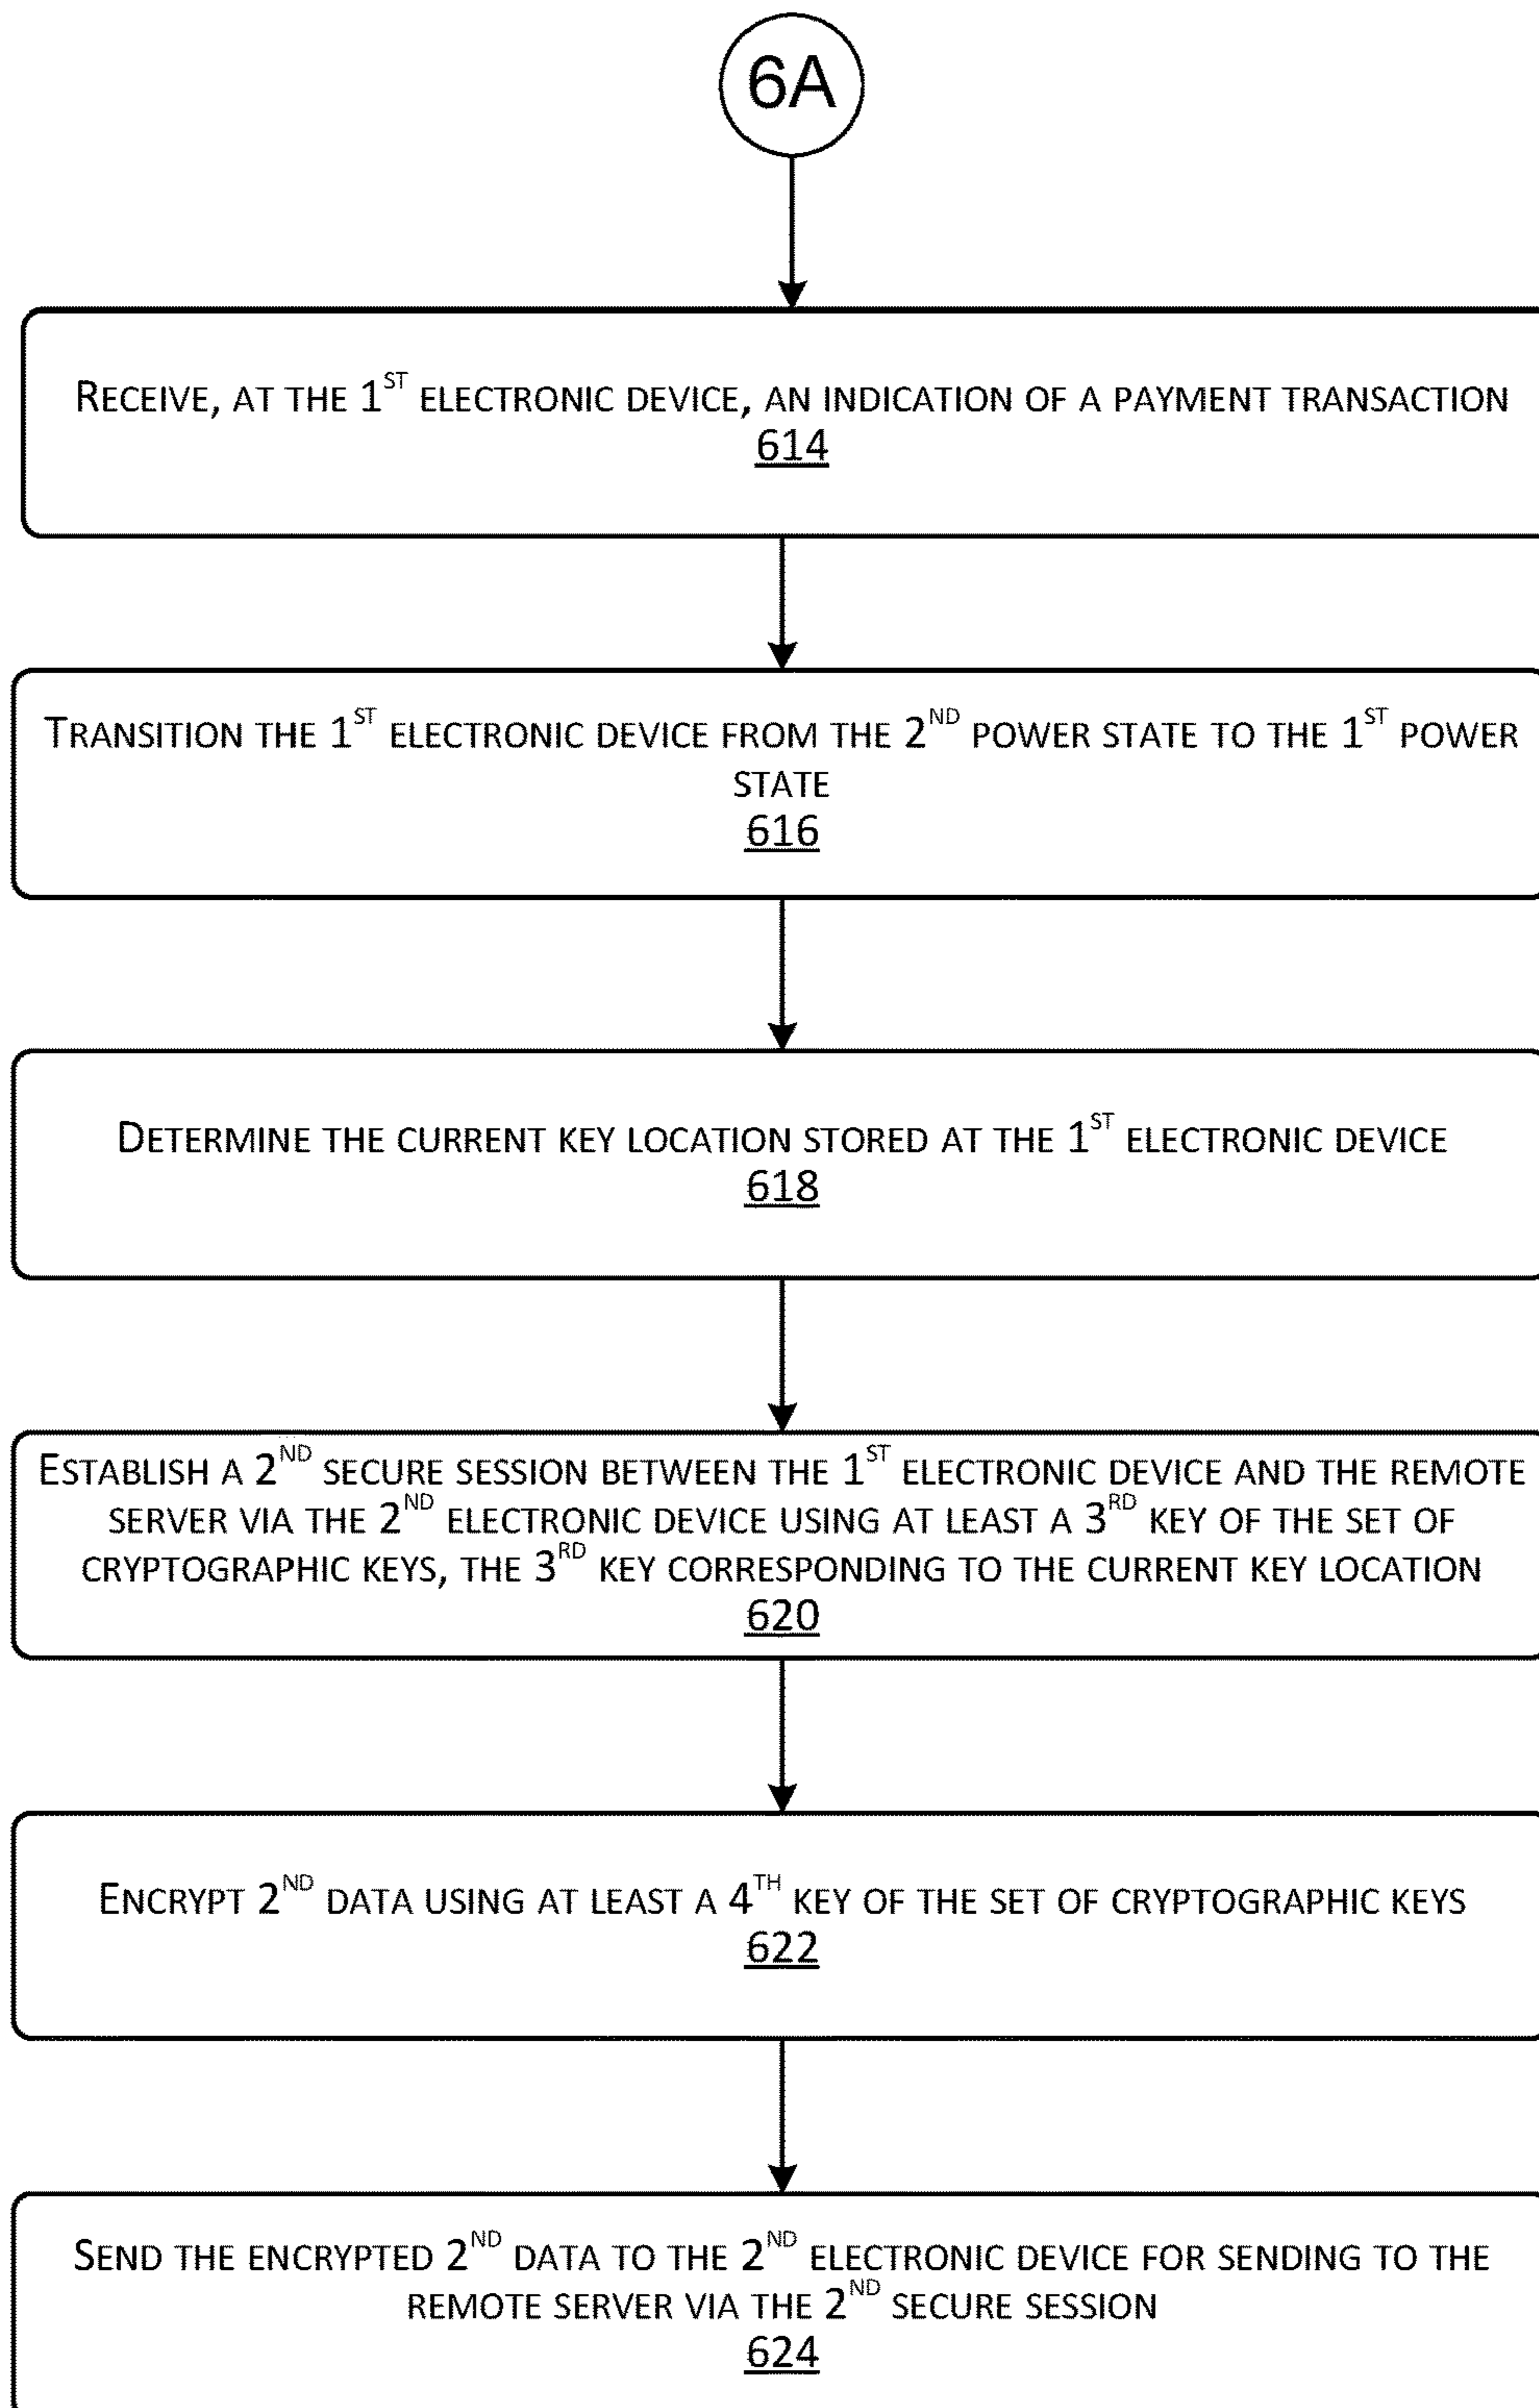 6A
RECEIVE, AT THE 1ST ELECTRONIC DEVICE, AN INDICATION OF A PAYMENT TRANSACTION
614
TRANSITION THE 1ST ELECTRONIC DEVICE FROM THE 2ND POWER STATE TO THE 1ST POWER
STATE
616
DETERMINE THE CURRENT KEY LOCATION STORED AT THE 1ST ELECTRONIC DEVICE
618
ESTABLISH A 2ND SECURE SESSION BETWEEN THE 1ST ELECTRONIC DEVICE AND THE REMOTE
SERVER VIA THE 2ND ELECTRONIC DEVICE USING AT LEAST A 3RD KEY OF THE SET OF
CRYPTOGRAPHIC KEYS, THE 3RD KEY CORRESPONDING TO THE CURRENT KEY LOCATION
620
ENCRYPT 2ND DATA USING AT LEAST A 4TH KEY OF THE SET OF CRYPTOGRAPHIC KEYS
622
SEND THE ENCRYPTED 2ND DATA TO THE 2ND ELECTRONIC DEVICE FOR SENDING TO THE
REMOTE SERVER VIA THE 2ND SECURE SESSION
624